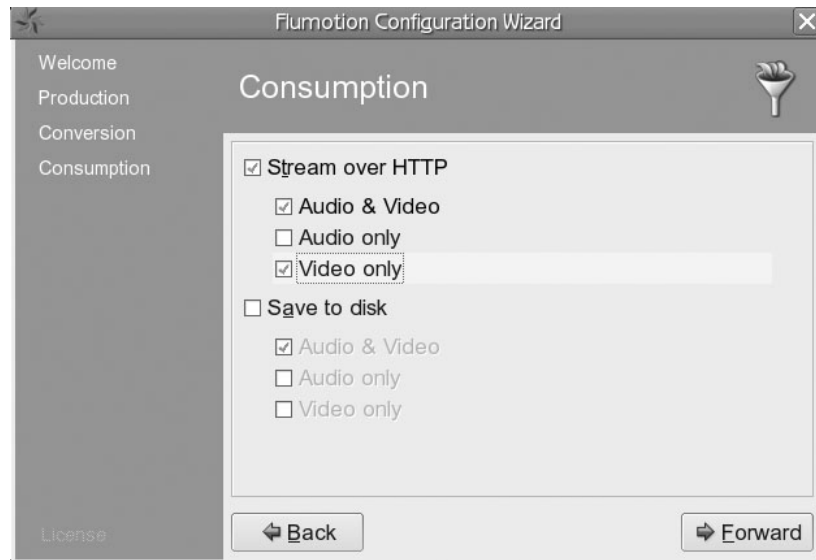 Flumotion Configuration Wizard
Welcome
Production
Conversion
Consumption
License
Consumption
Stream over HTTP
Audio & Video
Audio only
Video only
Save to disk
Audio & Video
Audio only
Video only
Back
Forward